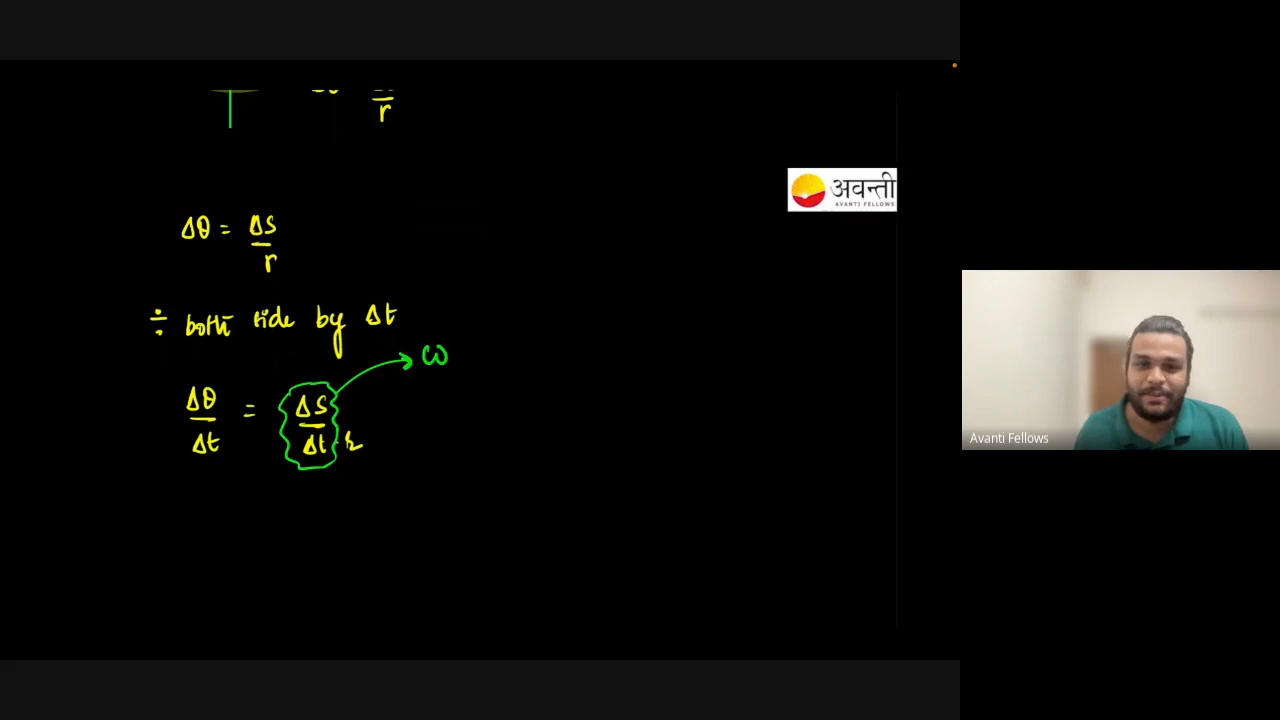 r
अवन्ती
AVANTI FELLOWS
Δθ = ΔS
r
÷ both side by Δt
ω
Δθ = ΔS
Δt Δt · r
Avanti Fellows